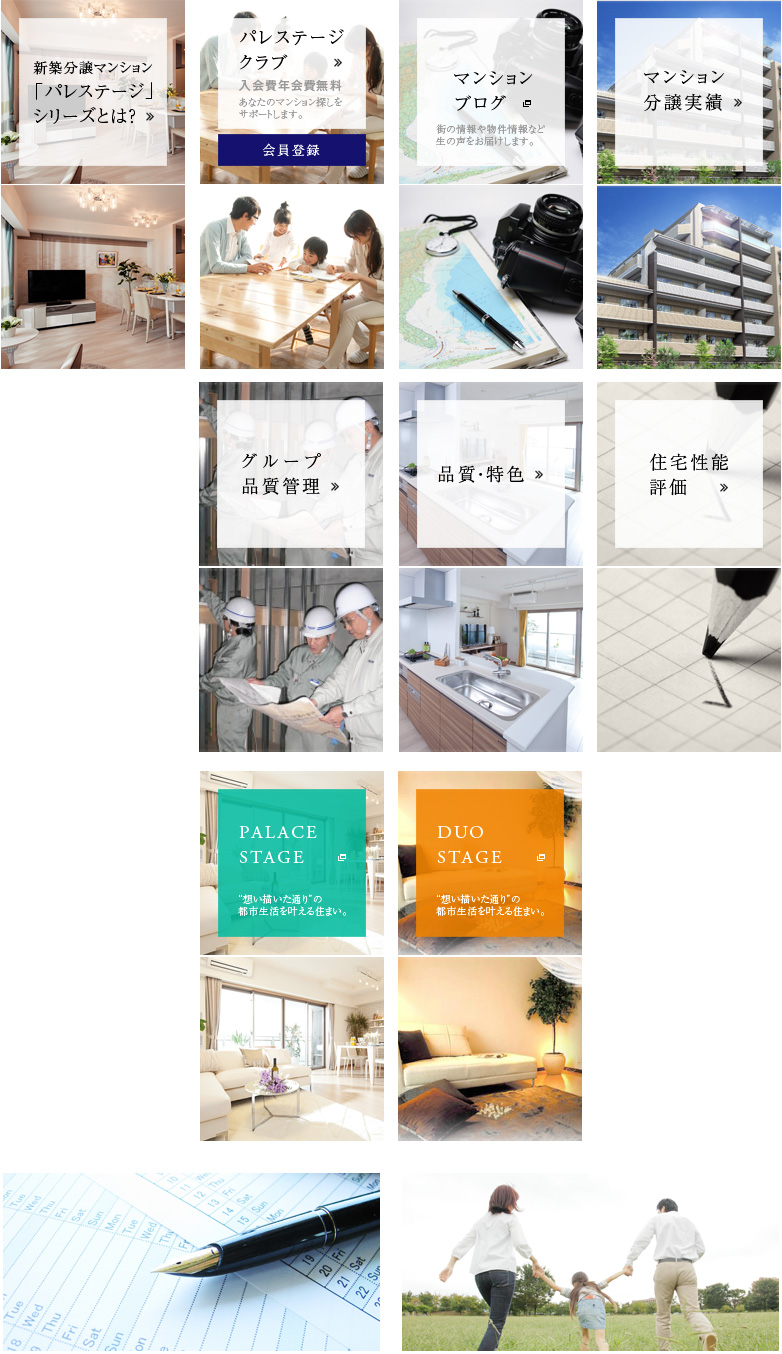 新築分譲マンション
「パレステージ」
シリーズとは? »
パレステージ
クラブ »
入会費年会費無料
あなたのマンション探しを
サポートします。
会員登録
マンション
ブログ
街の情報や物件情報など
生の声をお届けします。
マンション
分譲実績 »
グループ
品質管理 »
品質・特色 »
住宅性能
評価 »
PALACE
STAGE
“想い描いた通り”の
都市生活を叶える住まい。
DUO
STAGE
“想い描いた通り”の
都市生活を叶える住まい。